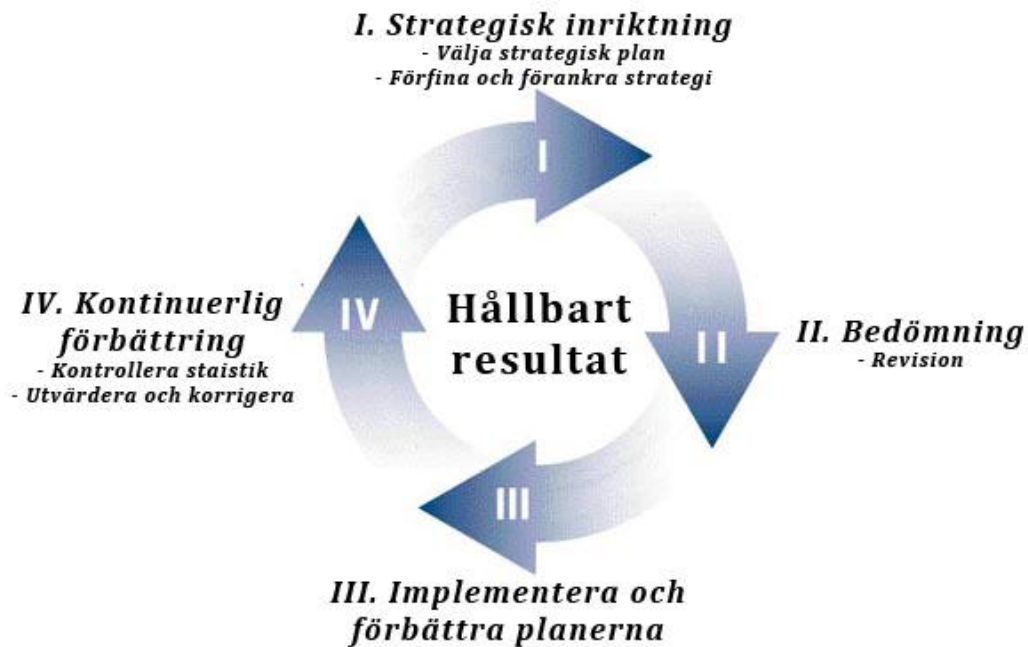 I. Strategisk inriktning
- Välja strategisk plan
- Förfina och förankra strategi
I
II
II. Bedömning
- Revision
III
III. Implementera och
förbättra planerna
IV
IV. Kontinuerlig
förbättring
- Kontrollera staistik
- Utvärdera och korrigera
Hållbart
resultat